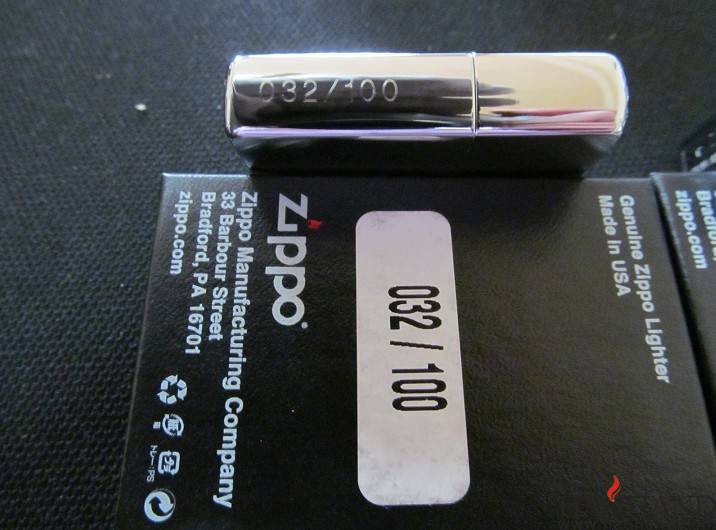 032/100
Zippo
Zippo Manufacturing Company
33 Barbour Street
Bradford, PA 16701
zippo.com
032 / 100
Genuine Zippo Lighter
Made in USA
zippo.com